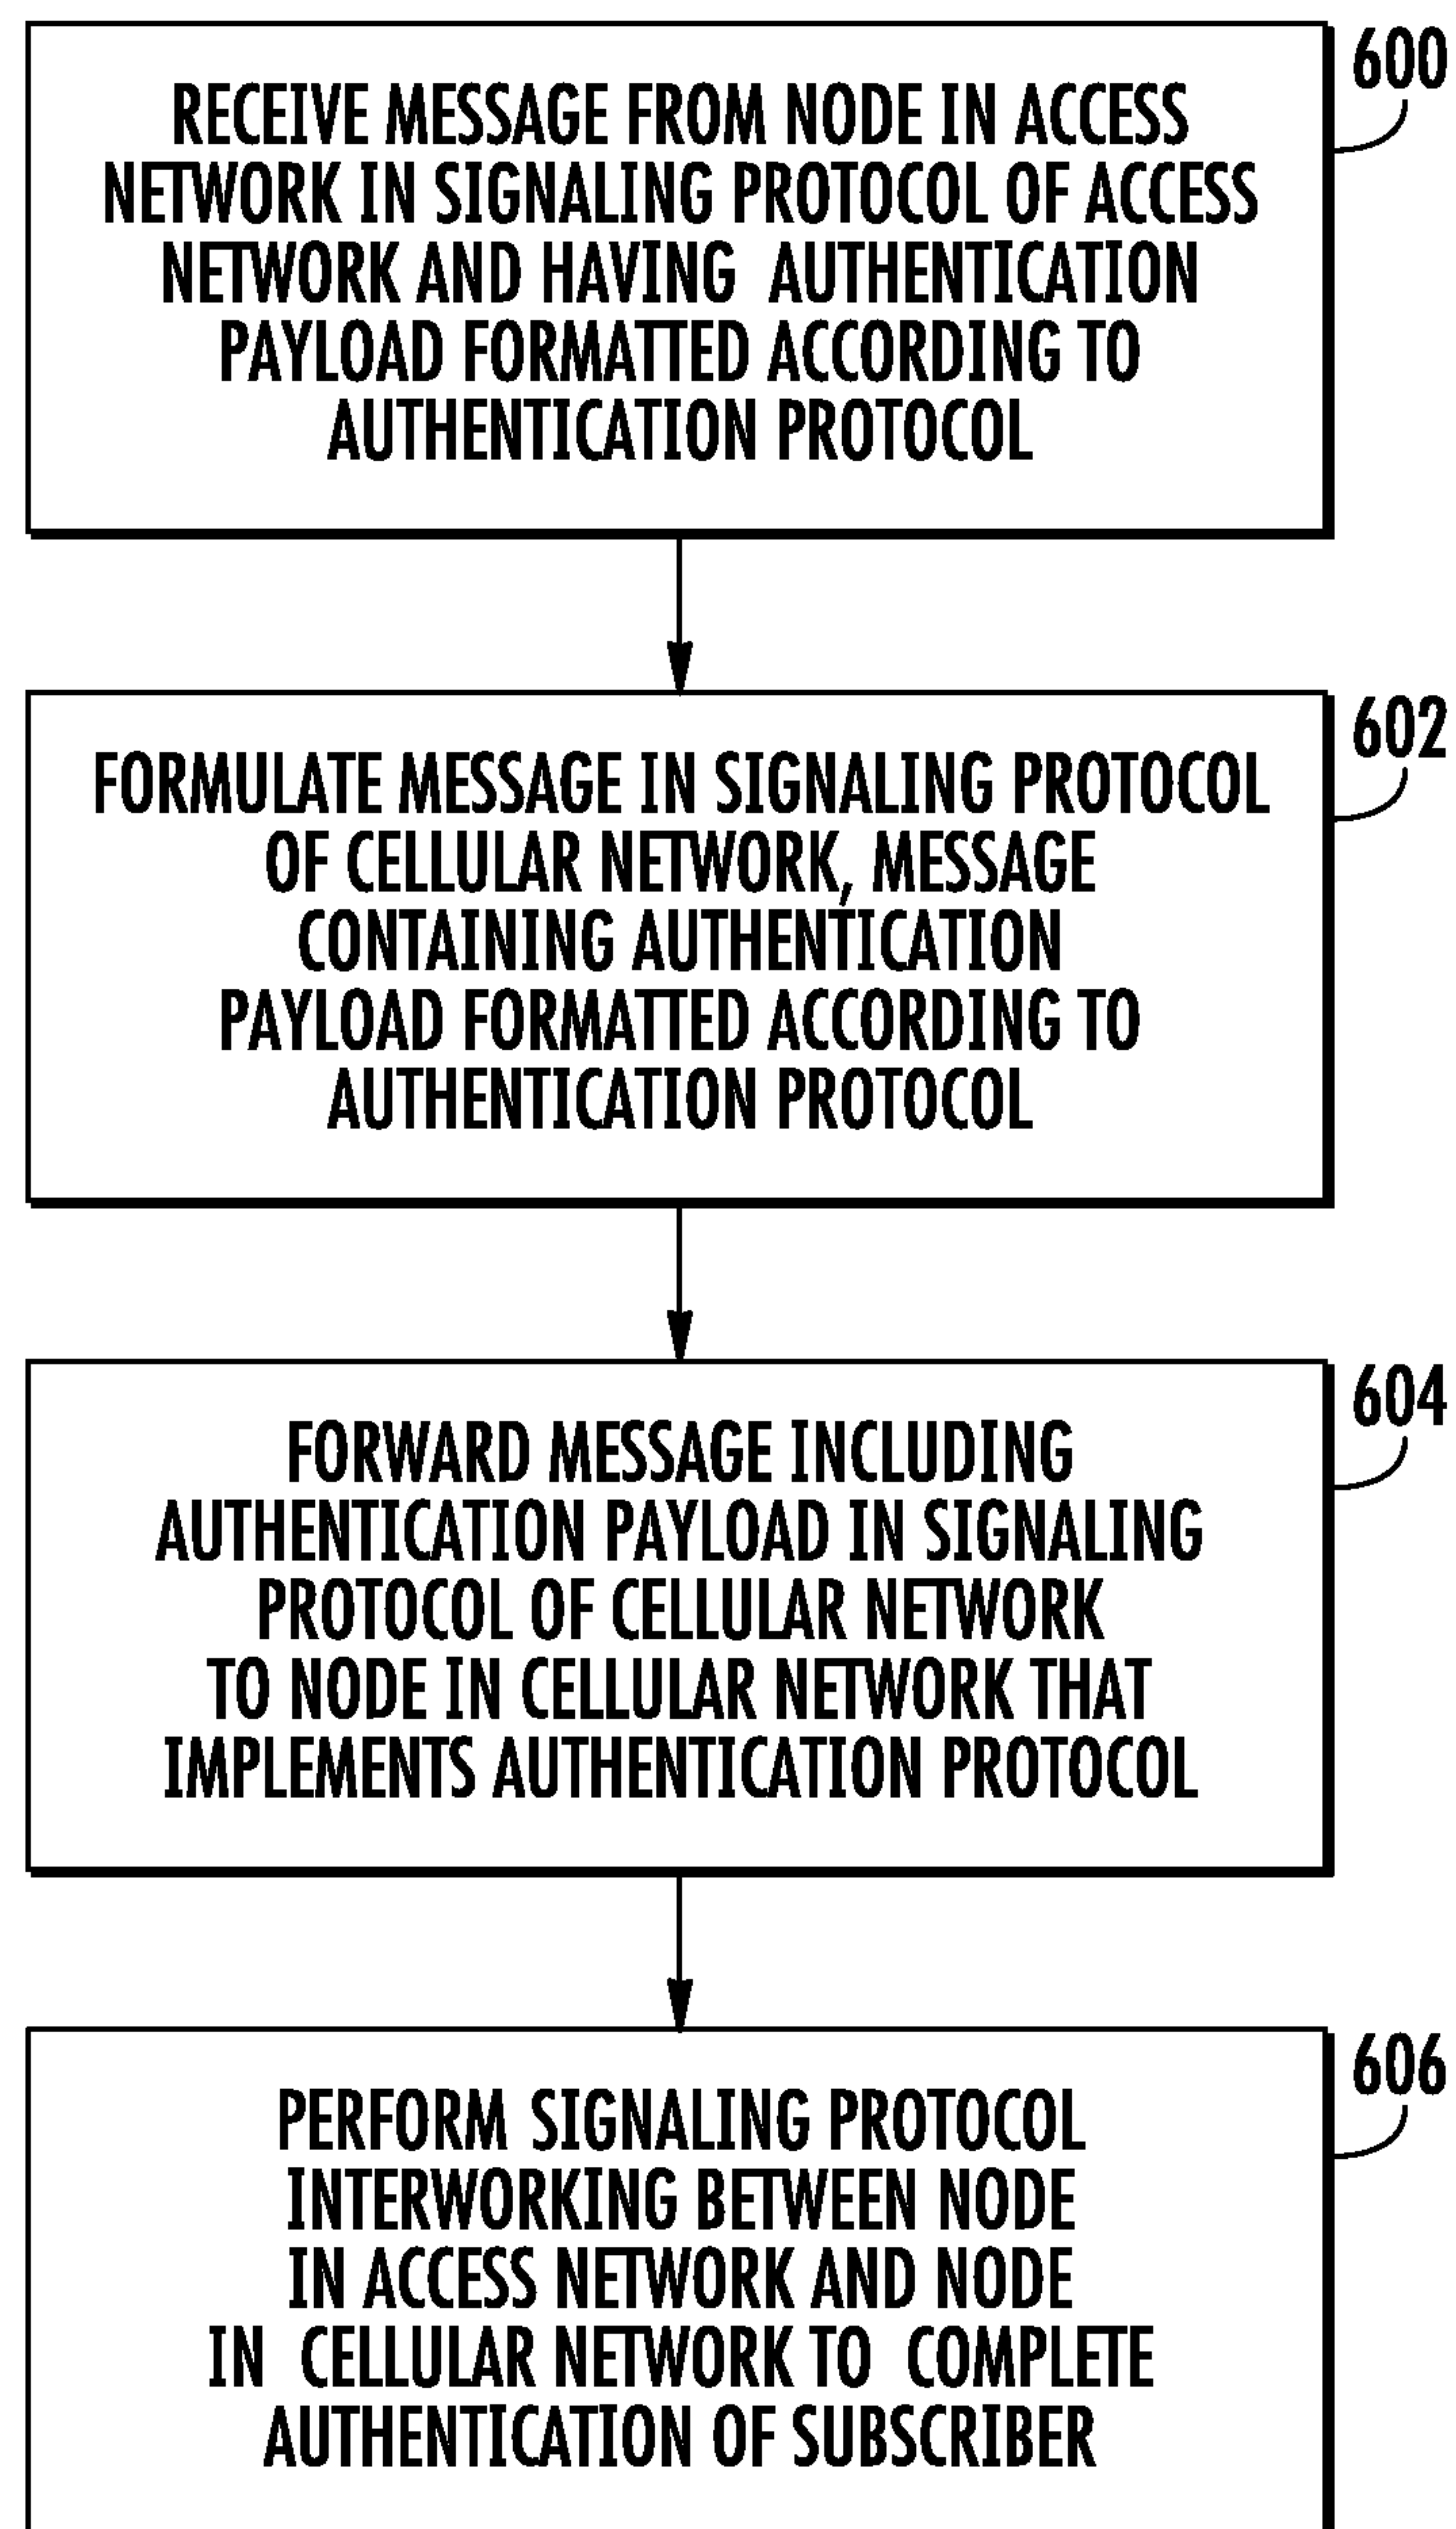 600
RECEIVE MESSAGE FROM NODE IN ACCESS
NETWORK IN SIGNALING PROTOCOL OF ACCESS
NETWORK AND HAVING AUTHENTICATION
PAYLOAD FORMATTED ACCORDING TO
AUTHENTICATION PROTOCOL
602
FORMULATE MESSAGE IN SIGNALING PROTOCOL
OF CELLULAR NETWORK, MESSAGE
CONTAINING AUTHENTICATION
PAYLOAD FORMATTED ACCORDING TO
AUTHENTICATION PROTOCOL
604
FORWARD MESSAGE INCLUDING
AUTHENTICATION PAYLOAD IN SIGNALING
PROTOCOL OF CELLULAR NETWORK
TO NODE IN CELLULAR NETWORK THAT
IMPLEMENTS AUTHENTICATION PROTOCOL
606
PERFORM SIGNALING PROTOCOL
INTERWORKING BETWEEN NODE
IN ACCESS NETWORK AND NODE
IN CELLULAR NETWORK TO COMPLETE
AUTHENTICATION OF SUBSCRIBER